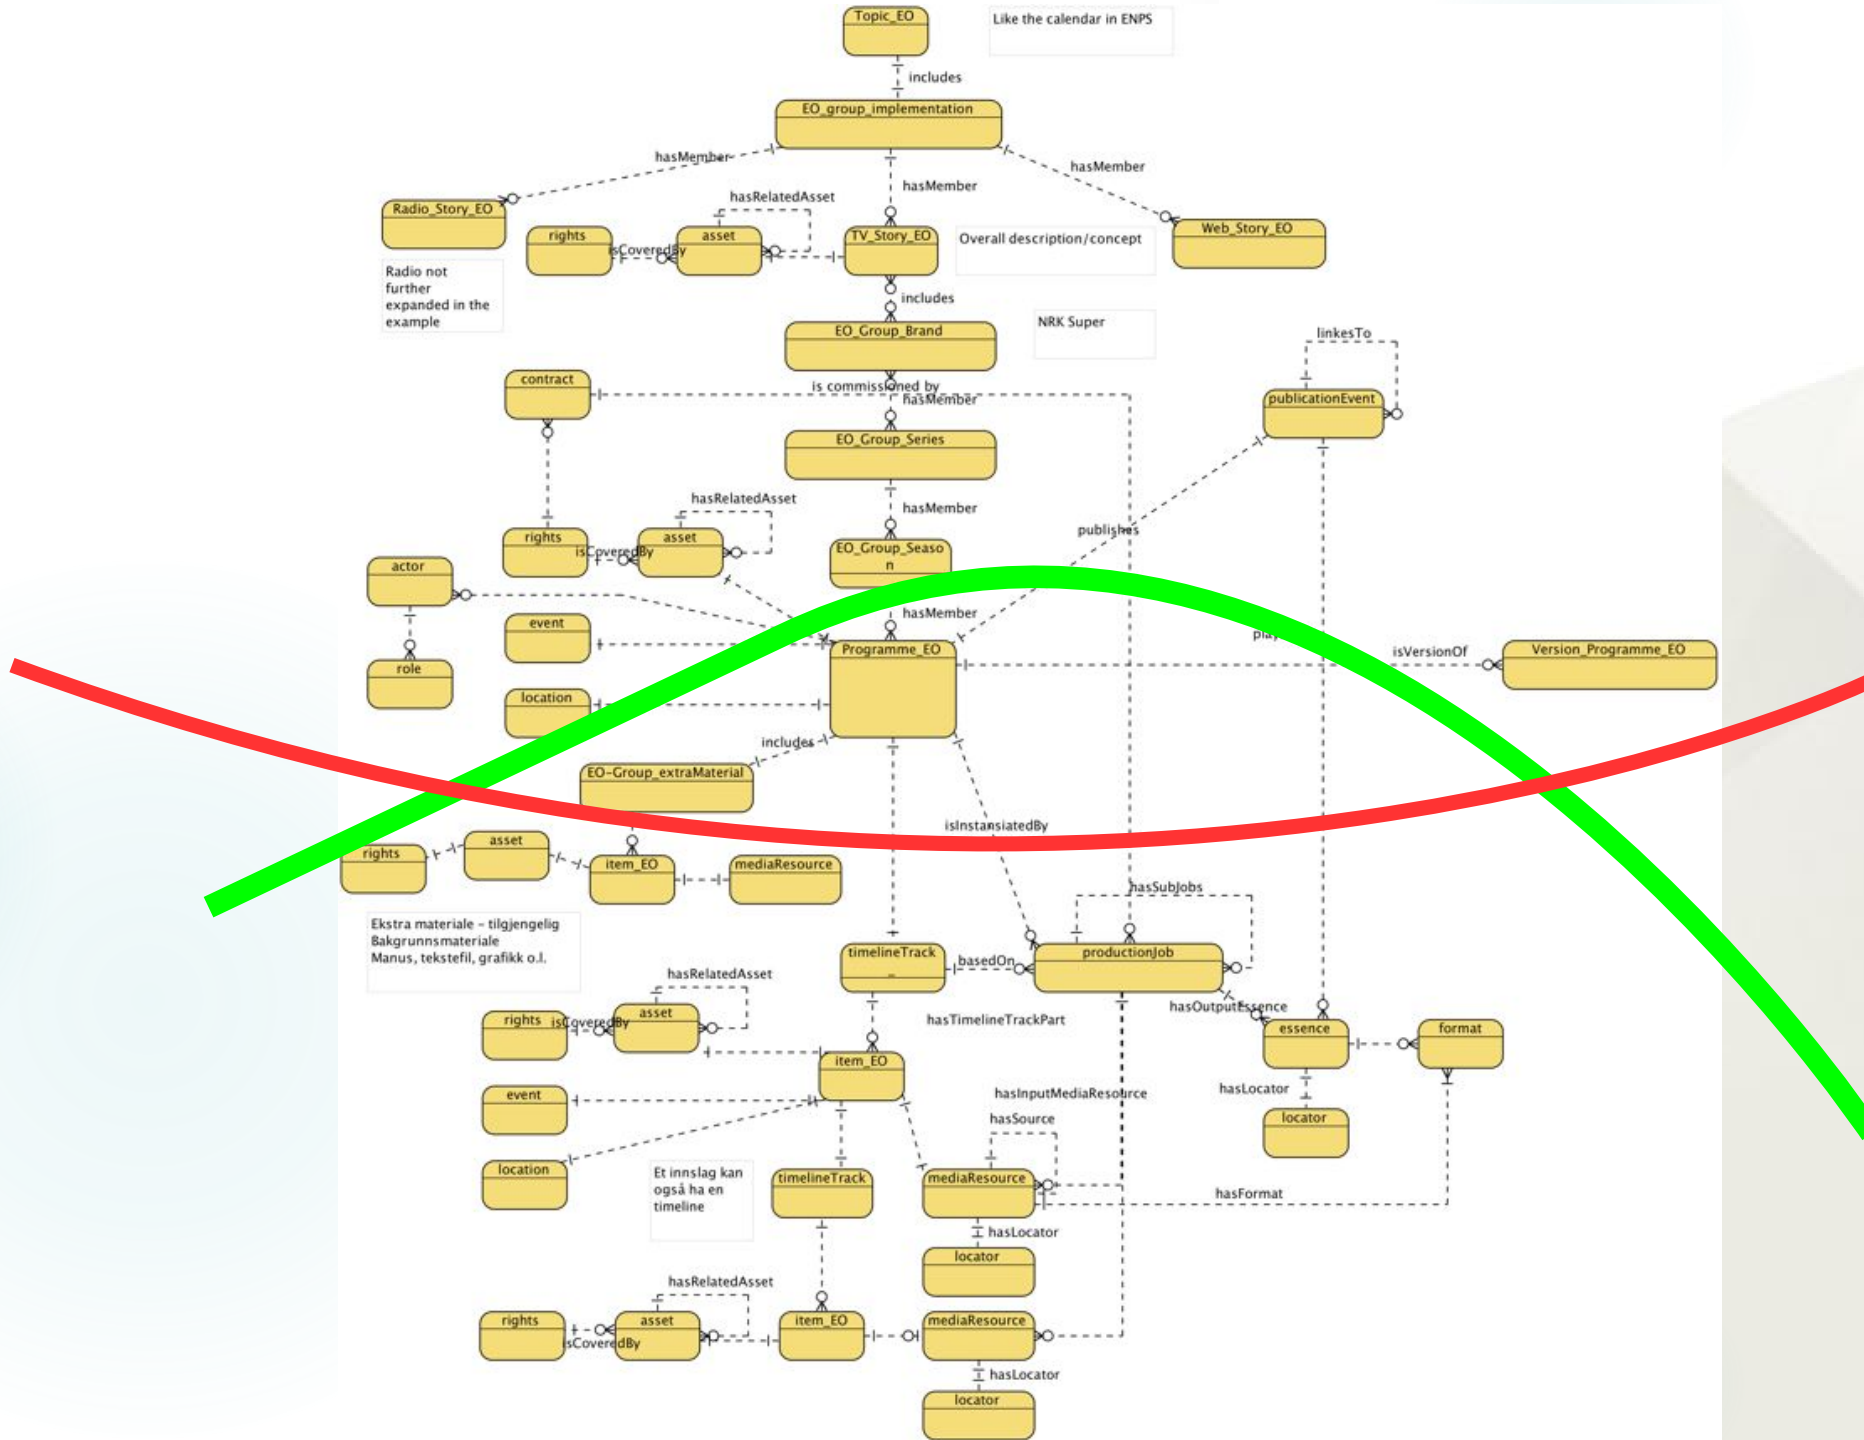 Topic_EO
Like the calendar in ENPS
includes
EO_group_implementation
hasMember
hasMember
hasMember
Radio_Story_EO
hasRelatedAsset
rights
isCoveredBy
asset
TV_Story_EO
Overall description/concept
Web_Story_EO
Radio not
further
expanded in the
example
includes
EO_Group_Brand
NRK Super
linkesTo
contract
is commissioned by
hasMember
publicationEvent
EO_Group_Series
hasRelatedAsset
hasMember
publishes
rights
isCoveredBy
asset
EO_Group_Seaso
n
actor
event
hasMember
Programme_EO
isVersionOf
Version_Programme_EO
role
location
includes
EO-Group_extraMaterial
isInstansiatedBy
rights
asset
item_EO
mediaResource
hasSubJobs
Ekstra materiale – tilgjengelig
Bakgrunnsmateriale
Manus, tekstefil, grafikk o.l.
timelineTrack
_
basedOn
productionJob
hasRelatedAsset
hasOutputEssence
rights
isCoveredBy
asset
hasTimelineTrackPart
essence
format
item_EO
event
hasInputMediaResource
hasLocator
hasSource
locator
location
Et innslag kan
også ha en
timeline
timelineTrack
mediaResource
hasFormat
hasLocator
locator
hasRelatedAsset
rights
isCoveredBy
asset
item_EO
mediaResource
hasLocator
locator